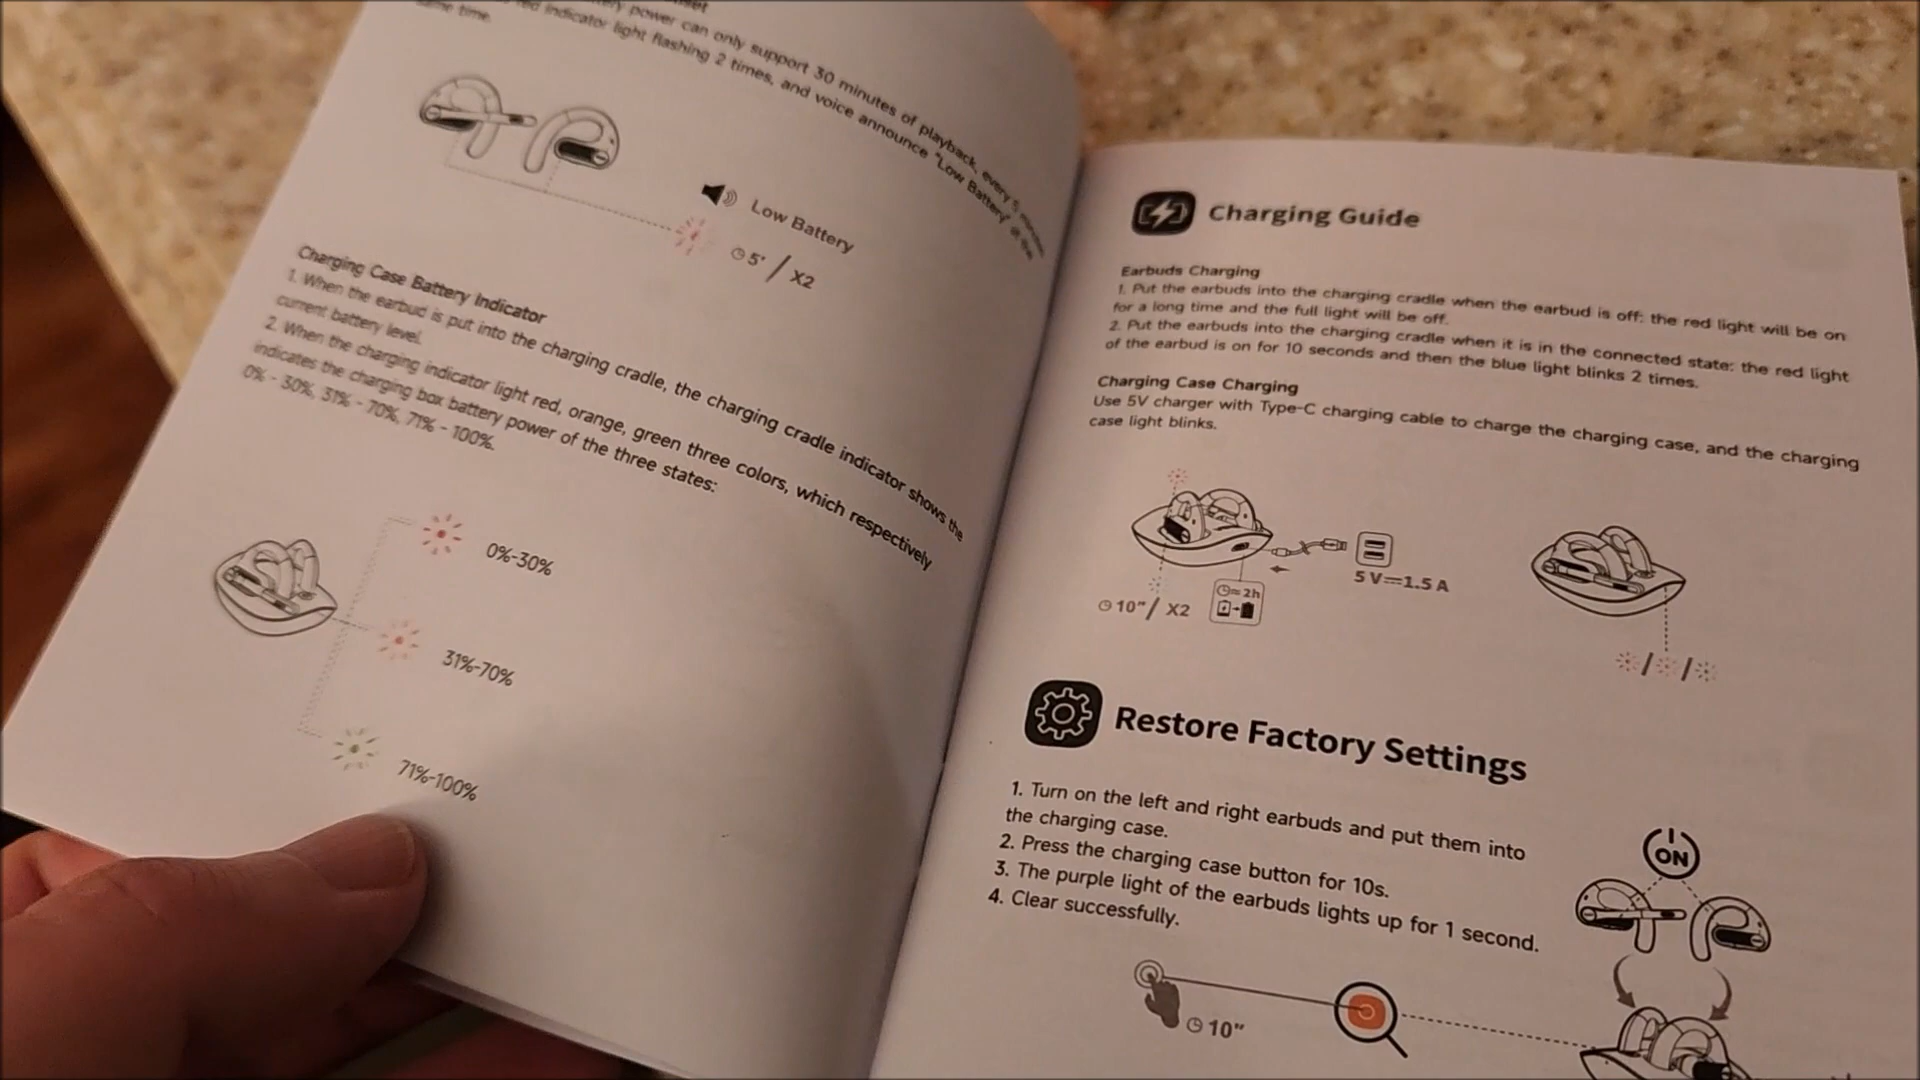 power can only support 30 minutes of playback, every 5
red indicator light flashing 2 times, and voice announce "Low Battery" at the
same time.
Low Battery
5' / X2
Charging Case Battery Indicator
1. When the earbud is put into the charging cradle, the charging cradle indicator shows the
current battery level.
2. When the charging indicator light red, orange, green three colors, which respectively
indicates the charging box battery power of the three states:
0% - 30%, 31% - 70%, 71% - 100%.
0%-30%
31%-70%
71%-100%
Charging Guide
Earbuds Charging
1. Put the earbuds into the charging cradle when the earbud is off: the red light will be on
for a long time and the full light will be off.
2. Put the earbuds into the charging cradle when it is in the connected state: the red light
of the earbud is on for 10 seconds and then the blue light blinks 2 times.
Charging Case Charging
Use 5V charger with Type-C charging cable to charge the charging case, and the charging
case light blinks.
5 V⎓1.5 A
≈2h
10"/ X2
Restore Factory Settings
1. Turn on the left and right earbuds and put them into
the charging case.
2. Press the charging case button for 10s.
3. The purple light of the earbuds lights up for 1 second.
4. Clear successfully.
ON
10"